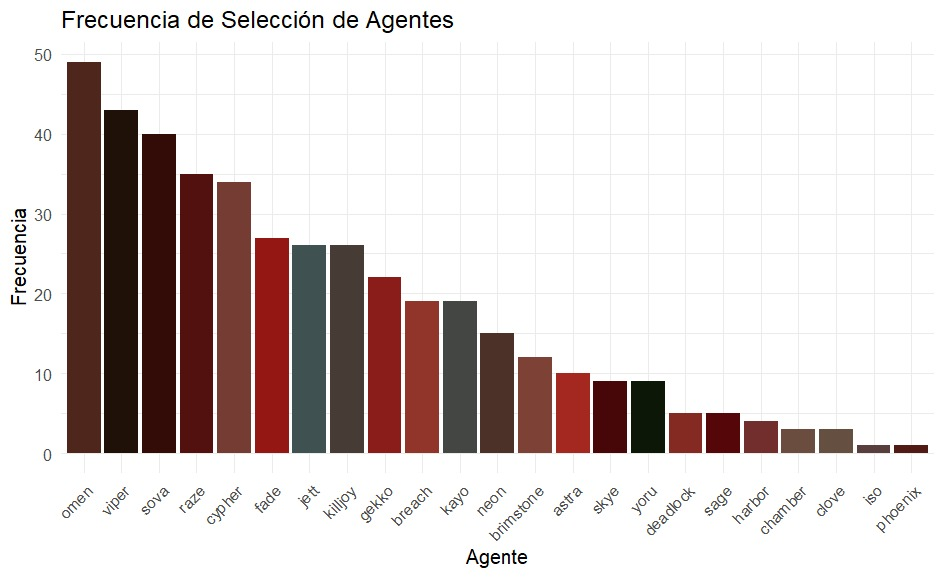 Frecuencia de Selección de Agentes
Frecuencia
50
40
30
20
10
0
omen
viper
sova
raze
cypher
fade
jett
killjoy
gekko
breach
kayo
neon
brimstone
astra
skye
yoru
deadlock
sage
harbor
chamber
clove
iso
phoenix
Agente